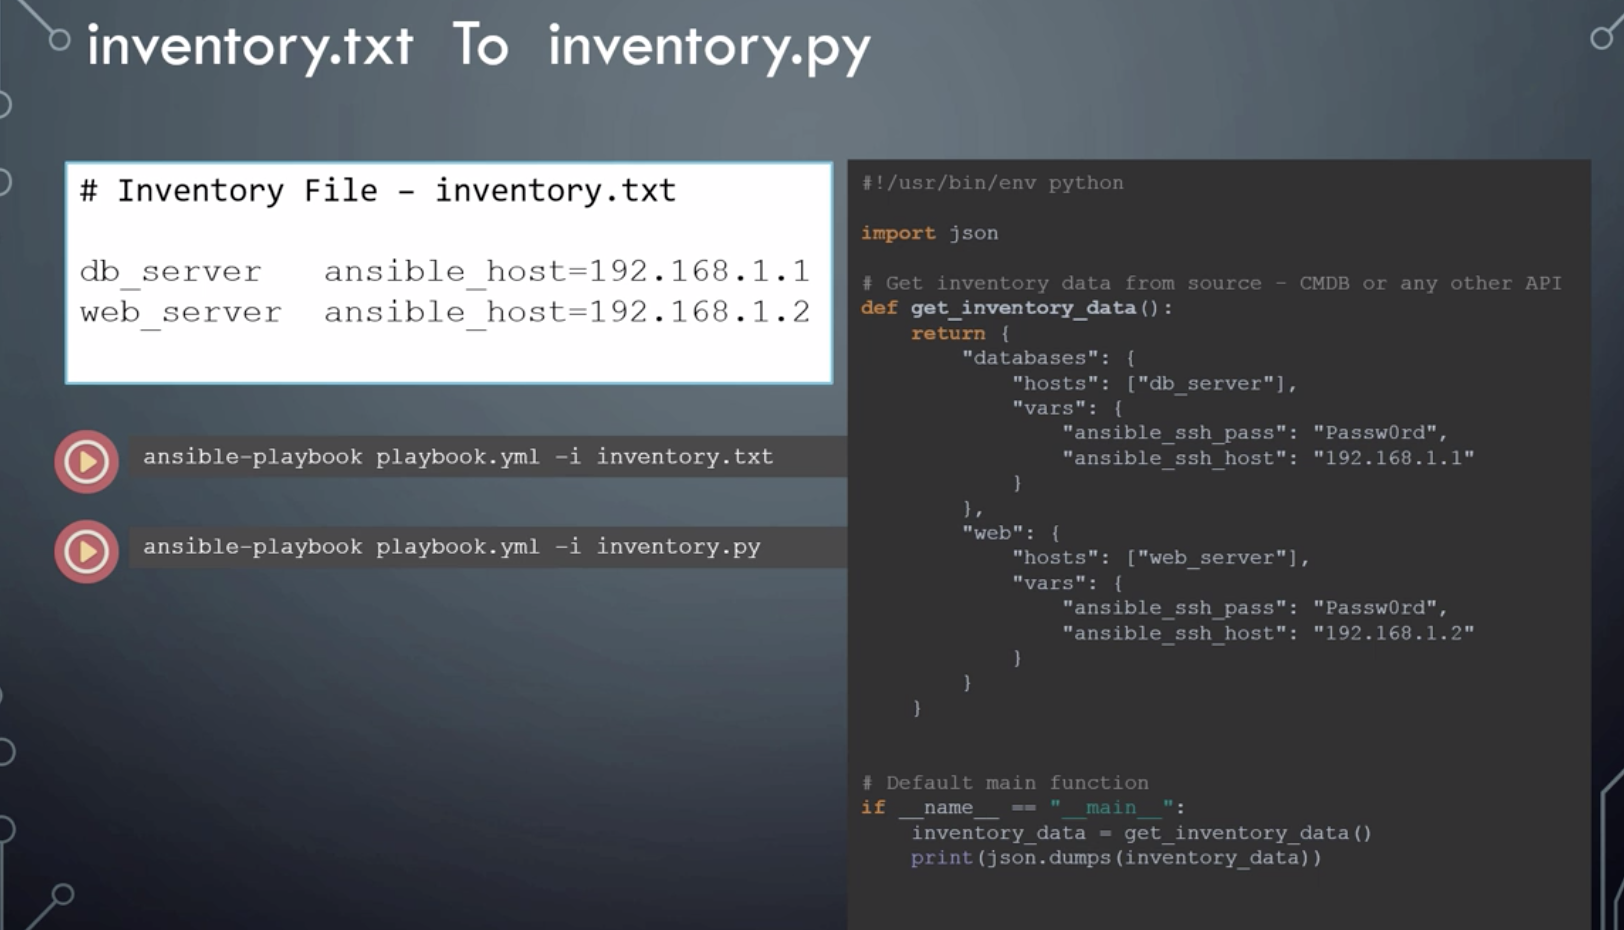 inventory.txt To inventory.py
# Inventory File – inventory.txt
db_server ansible_host=192.168.1.1
web_server ansible_host=192.168.1.2
ansible-playbook playbook.yml -i inventory.txt
ansible-playbook playbook.yml -i inventory.py
#!/usr/bin/env python
import json
# Get inventory data from source - CMDB or any other API
def get_inventory_data():
    return {
        "databases": {
            "hosts": ["db_server"],
            "vars": {
                "ansible_ssh_pass": "Passw0rd",
                "ansible_ssh_host": "192.168.1.1"
            }
        },
        "web": {
            "hosts": ["web_server"],
            "vars": {
                "ansible_ssh_pass": "Passw0rd",
                "ansible_ssh_host": "192.168.1.2"
            }
        }
    }
# Default main function
if __name__ == "__main__":
    inventory_data = get_inventory_data()
    print(json.dumps(inventory_data))